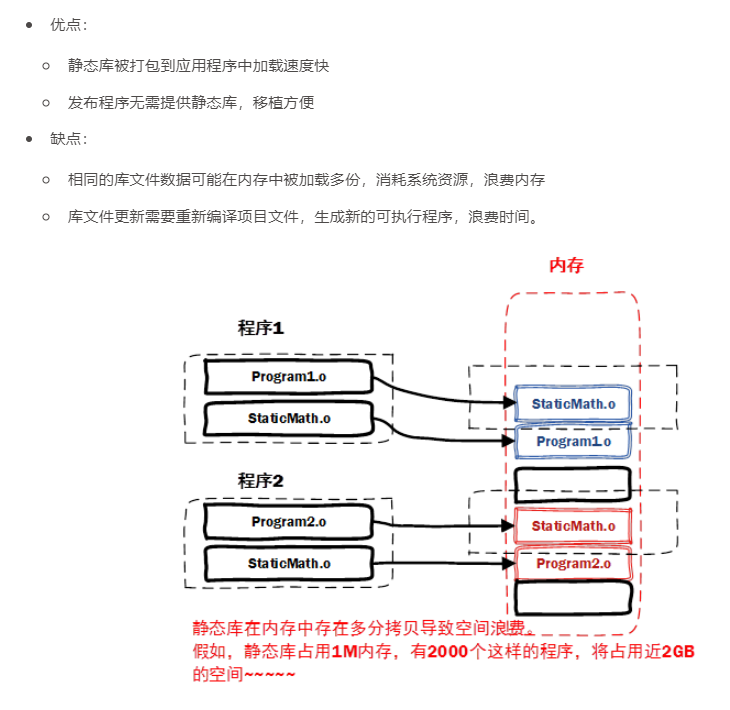 优点：
静态库被打包到应用程序中加载速度快
发布程序无需提供静态库，移植方便
缺点：
相同的库文件数据可能在内存中被加载多份，消耗系统资源，浪费内存
库文件更新需要重新编译项目文件，生成新的可执行程序，浪费时间。
内存
程序1
Program1.o
StaticMath.o
StaticMath.o
Program1.o
程序2
Program2.o
StaticMath.o
StaticMath.o
Program2.o
静态库在内存中存在多分拷贝导致空间浪费。
假如，静态库占用1M内存，有2000个这样的程序，将占用近2GB
的空间~~~~~